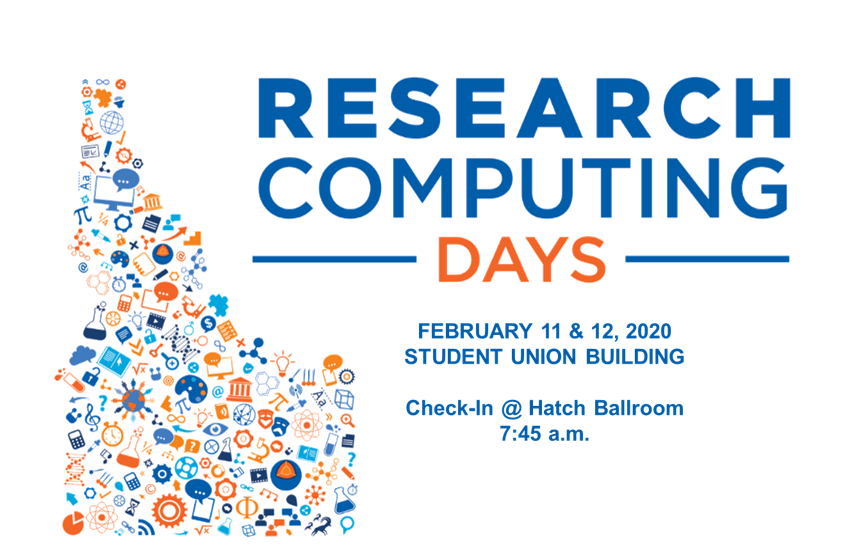 RESEARCH
COMPUTING
DAYS
FEBRUARY 11 & 12, 2020
STUDENT UNION BUILDING
Check-In @ Hatch Ballroom
7:45 a.m.